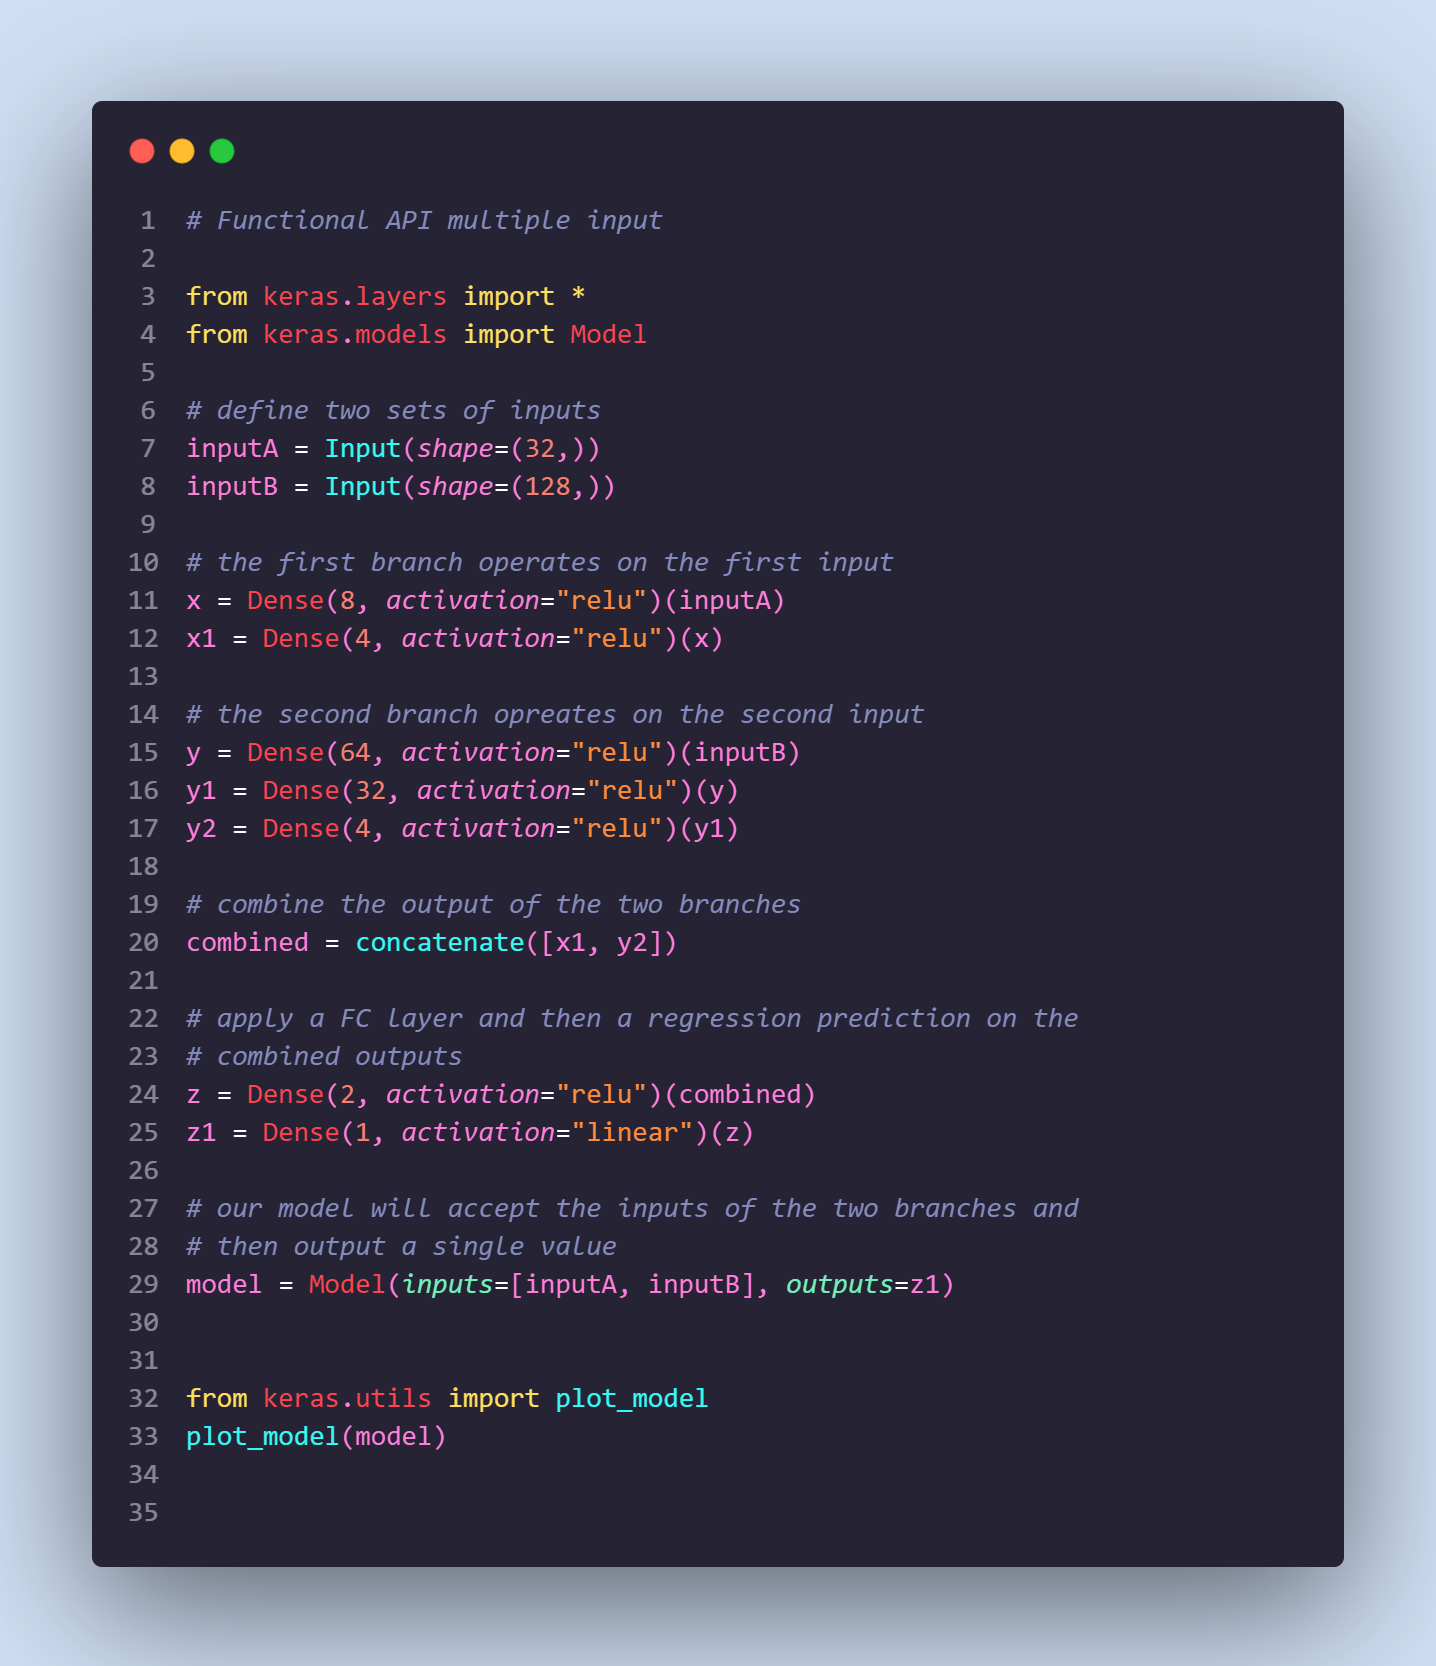 1 # Functional API multiple input
2
3 from keras.layers import *
4 from keras.models import Model
5
6 # define two sets of inputs
7 inputA = Input(shape=(32,))
8 inputB = Input(shape=(128,))
9
10 # the first branch operates on the first input
11 x = Dense(8, activation="relu")(inputA)
12 x1 = Dense(4, activation="relu")(x)
13
14 # the second branch opreates on the second input
15 y = Dense(64, activation="relu")(inputB)
16 y1 = Dense(32, activation="relu")(y)
17 y2 = Dense(4, activation="relu")(y1)
18
19 # combine the output of the two branches
20 combined = concatenate([x1, y2])
21
22 # apply a FC layer and then a regression prediction on the
23 # combined outputs
24 z = Dense(2, activation="relu")(combined)
25 z1 = Dense(1, activation="linear")(z)
26
27 # our model will accept the inputs of the two branches and
28 # then output a single value
29 model = Model(inputs=[inputA, inputB], outputs=z1)
30
31
32 from keras.utils import plot_model
33 plot_model(model)
34
35